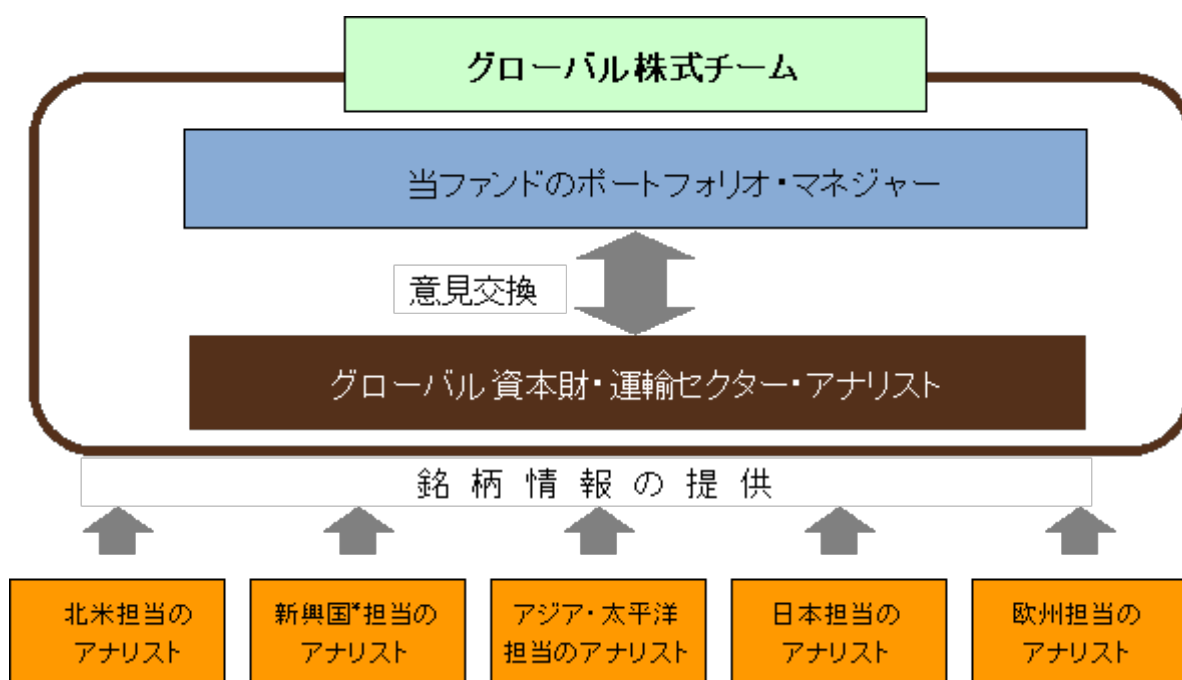 グローバル株式チーム
当ファンドのポートフォリオ・マネジャー
意見交換
グローバル資本財・運輸セクター・アナリスト
銘柄情報の提供
北米担当の
アナリスト
新興国*担当の
アナリスト
アジア・太平洋
担当のアナリスト
日本担当の
アナリスト
欧州担当の
アナリスト